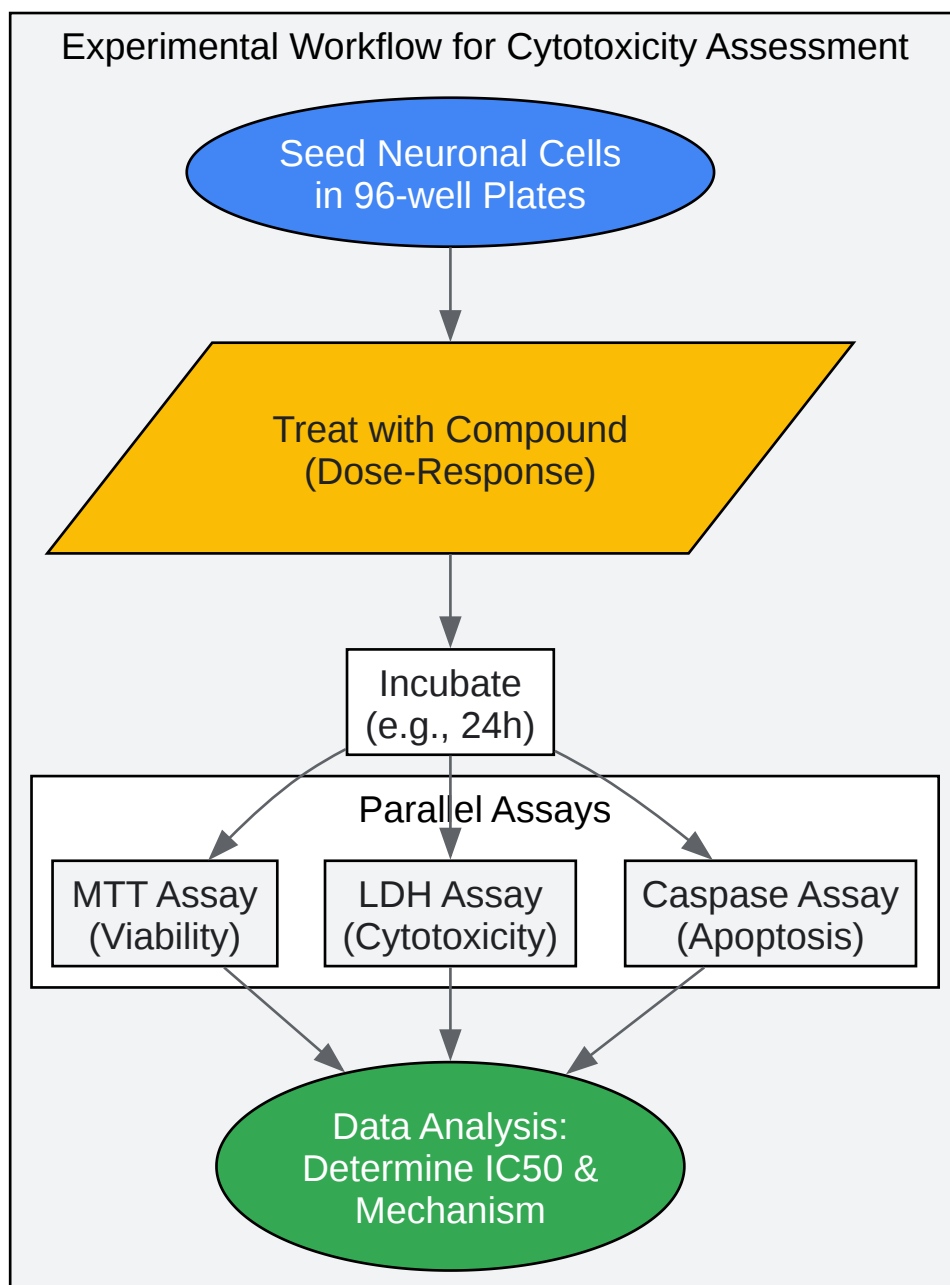 Experimental Workflow for Cytotoxicity Assessment
Seed Neuronal Cells
in 96-well Plates
Treat with Compound
(Dose-Response)
Incubate
(e.g., 24h)
Parallel Assays
MTT Assay
(Viability)
LDH Assay
(Cytotoxicity)
Caspase Assay
(Apoptosis)
Data Analysis:
Determine IC50 &
Mechanism